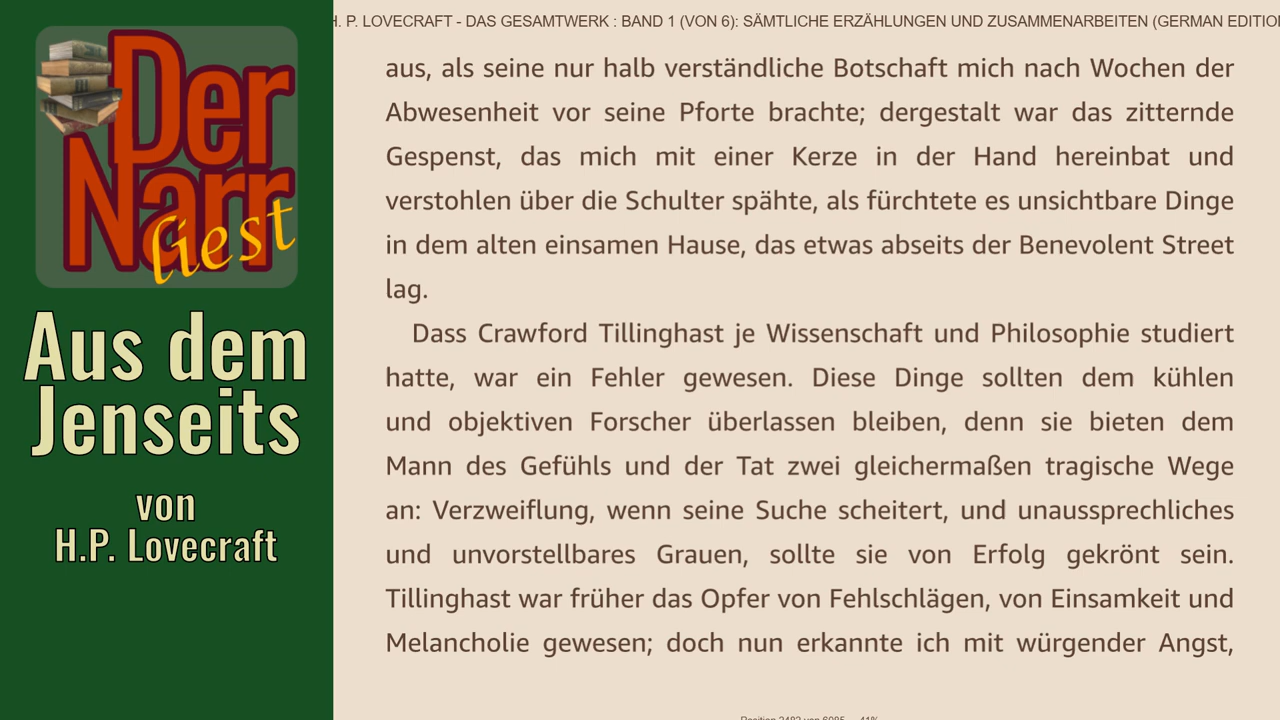 Der
Narr
liest
Aus dem
Jenseits
von
H.P. Lovecraft
H. P. LOVECRAFT - DAS GESAMTWERK : BAND 1 (VON 6): SÄMTLICHE ERZÄHLUNGEN UND ZUSAMMENARBEITEN (GERMAN EDITION
aus, als seine nur halb verständliche Botschaft mich nach Wochen der
Abwesenheit vor seine Pforte brachte; dergestalt war das zitternde
Gespenst, das mich mit einer Kerze in der Hand hereinbat und
verstohlen über die Schulter spähte, als fürchtete es unsichtbare Dinge
in dem alten einsamen Hause, das etwas abseits der Benevolent Street
lag.
Dass Crawford Tillinghast je Wissenschaft und Philosophie studiert
hatte, war ein Fehler gewesen. Diese Dinge sollten dem kühlen
und objektiven Forscher überlassen bleiben, denn sie bieten dem
Mann des Gefühls und der Tat zwei gleichermaßen tragische Wege
an: Verzweiflung, wenn seine Suche scheitert, und unaussprechliches
und unvorstellbares Grauen, sollte sie von Erfolg gekrönt sein.
Tillinghast war früher das Opfer von Fehlschlägen, von Einsamkeit und
Melancholie gewesen; doch nun erkannte ich mit würgender Angst,